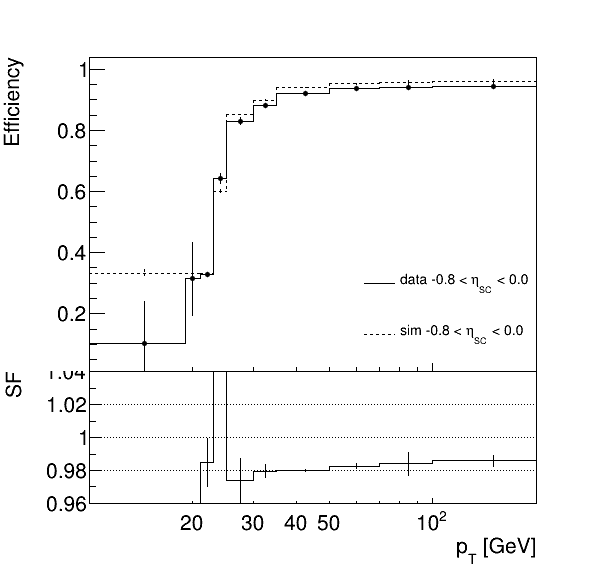 Efficiency
1
0.8
0.6
0.4
0.2
data -0.8 < η_SC < 0.0
sim -0.8 < η_SC < 0.0
SF
1.04
1.02
1
0.98
0.96
20 30 40 50 10²
p_T [GeV]